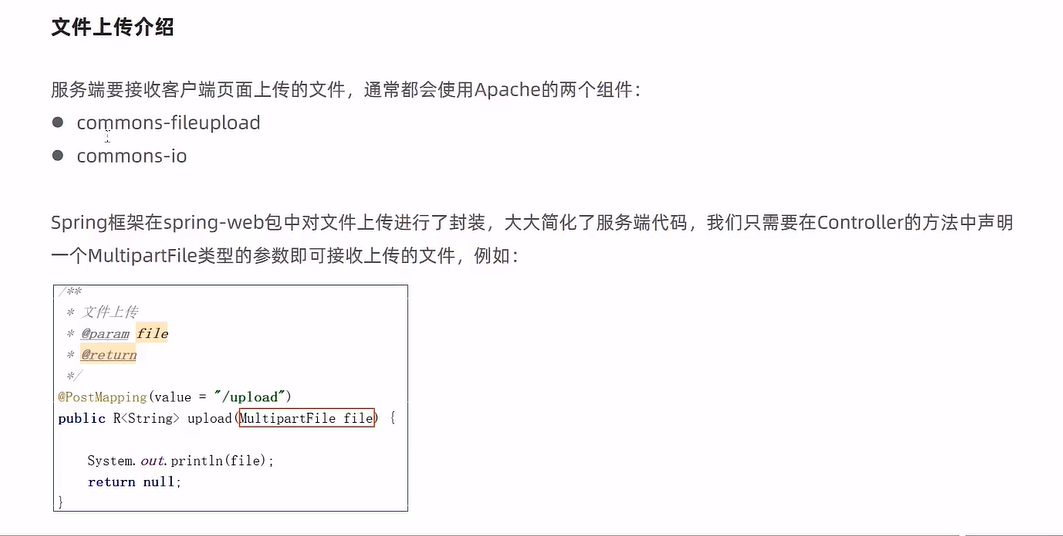 文件上传介绍
服务端要接收客户端页面上传的文件，通常都会使用Apache的两个组件：
● commons-fileupload
● commons-io
Spring框架在spring-web包中对文件上传进行了封装，大大简化了服务端代码，我们只需要在Controller的方法中声明
一个MultipartFile类型的参数即可接收上传的文件，例如：
/**
* 文件上传
* @param file
* @return
*/
@PostMapping(value = "/upload")
public R<String> upload(MultipartFile file) {
System.out.println(file);
return null;
}